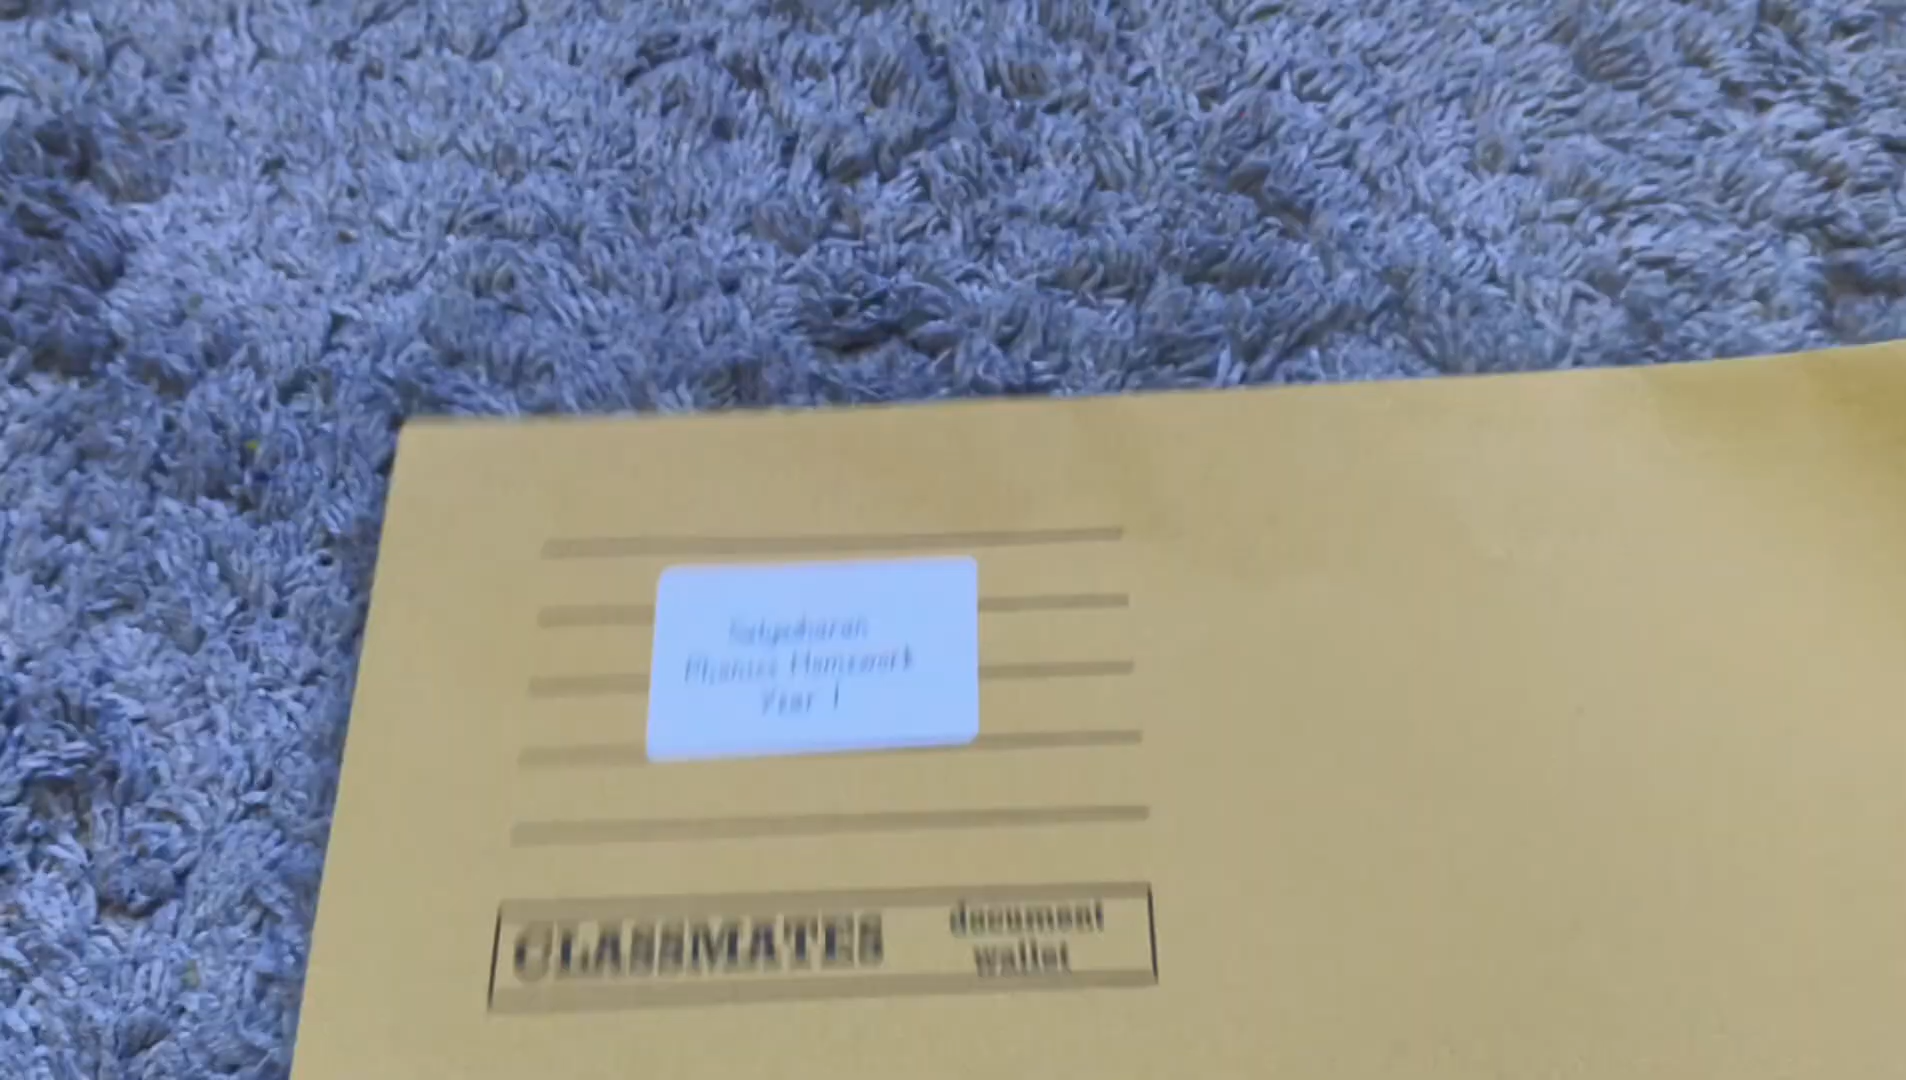 Phonics Homework
Year 1
CLASSMATES
document
wallet